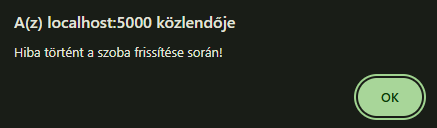 A(z) localhost:5000 közlendője
Hiba történt a szoba frissítése során!
OK